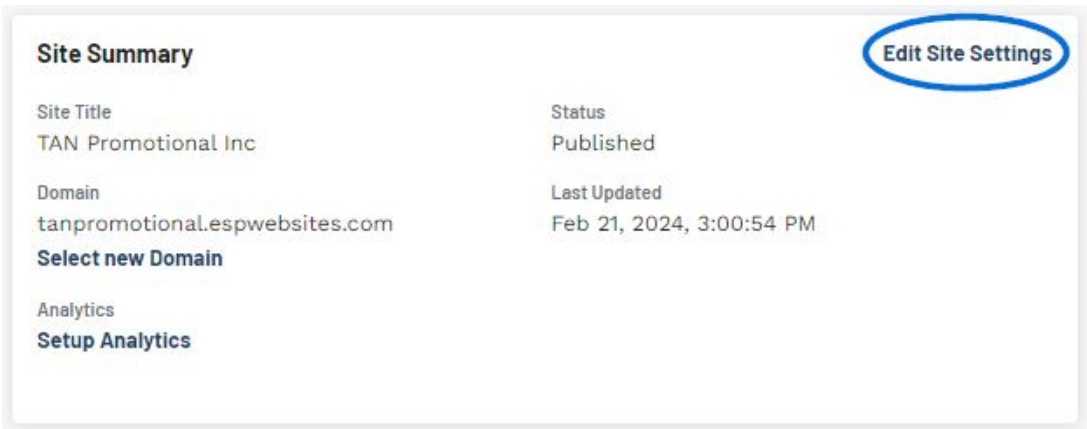 Site Summary
Edit Site Settings
Site Title
TAN Promotional Inc
Status
Published
Domain
tanpromotional.espwebsites.com
Select new Domain
Last Updated
Feb 21, 2024, 3:00:54 PM
Analytics
Setup Analytics